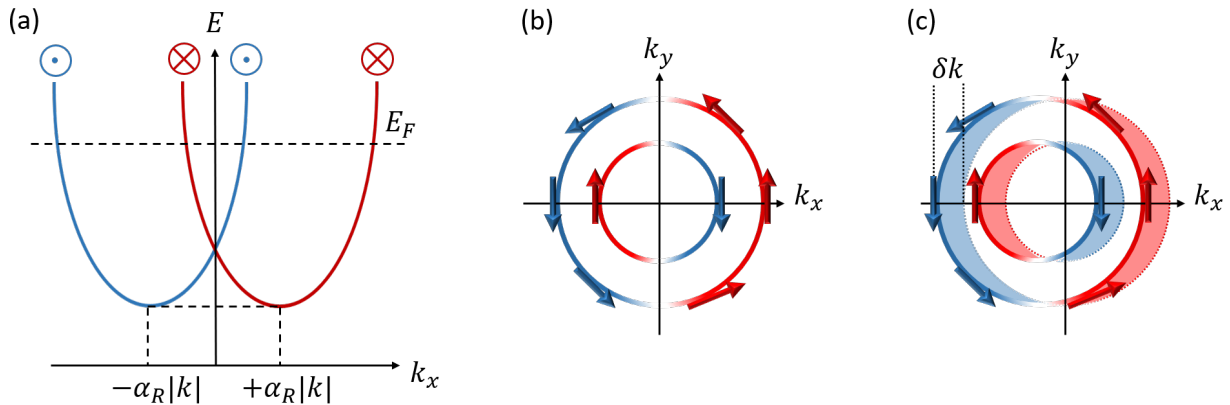 (a)
E
E_F
−α_R|k|
+α_R|k|
k_x
(b)
k_y
k_x
(c)
k_y
δk
k_x